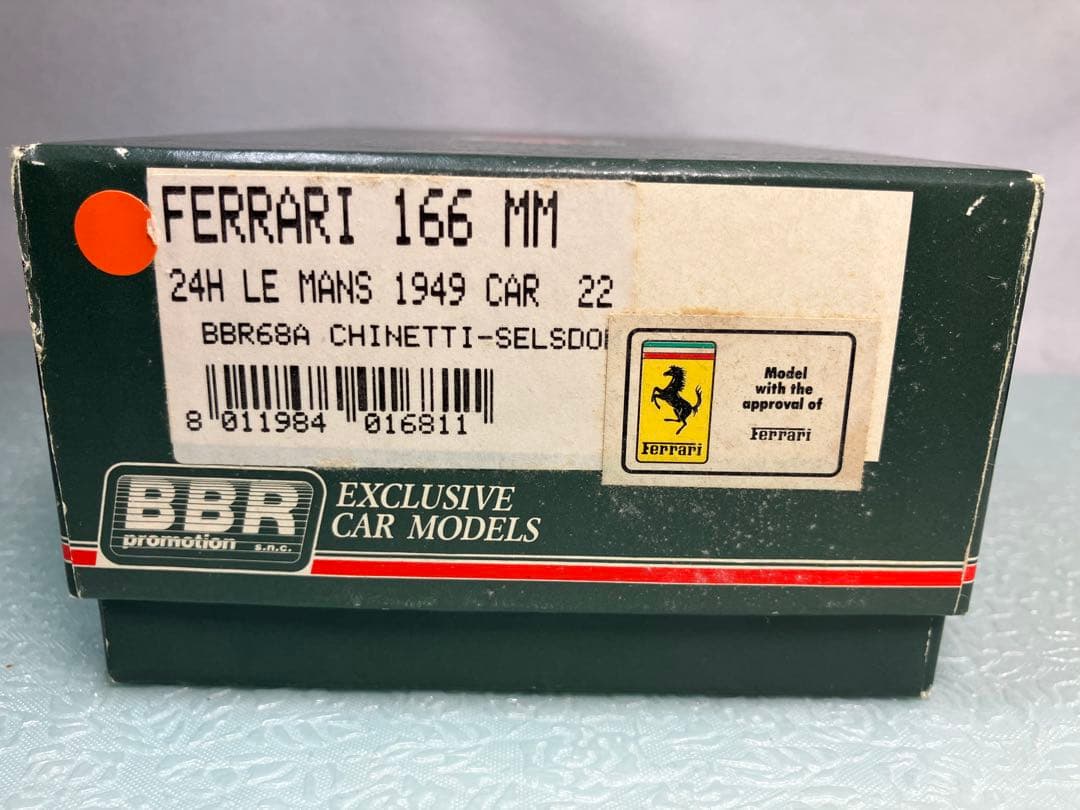 FERRARI 166 MM
24H LE MANS 1949 CAR 22
BBR68A CHINETTI-SELSDO
8 011984 016811
Ferrari
Model
with the
approval of
Ferrari
BBR
promotion s.n.c.
EXCLUSIVE
CAR MODELS